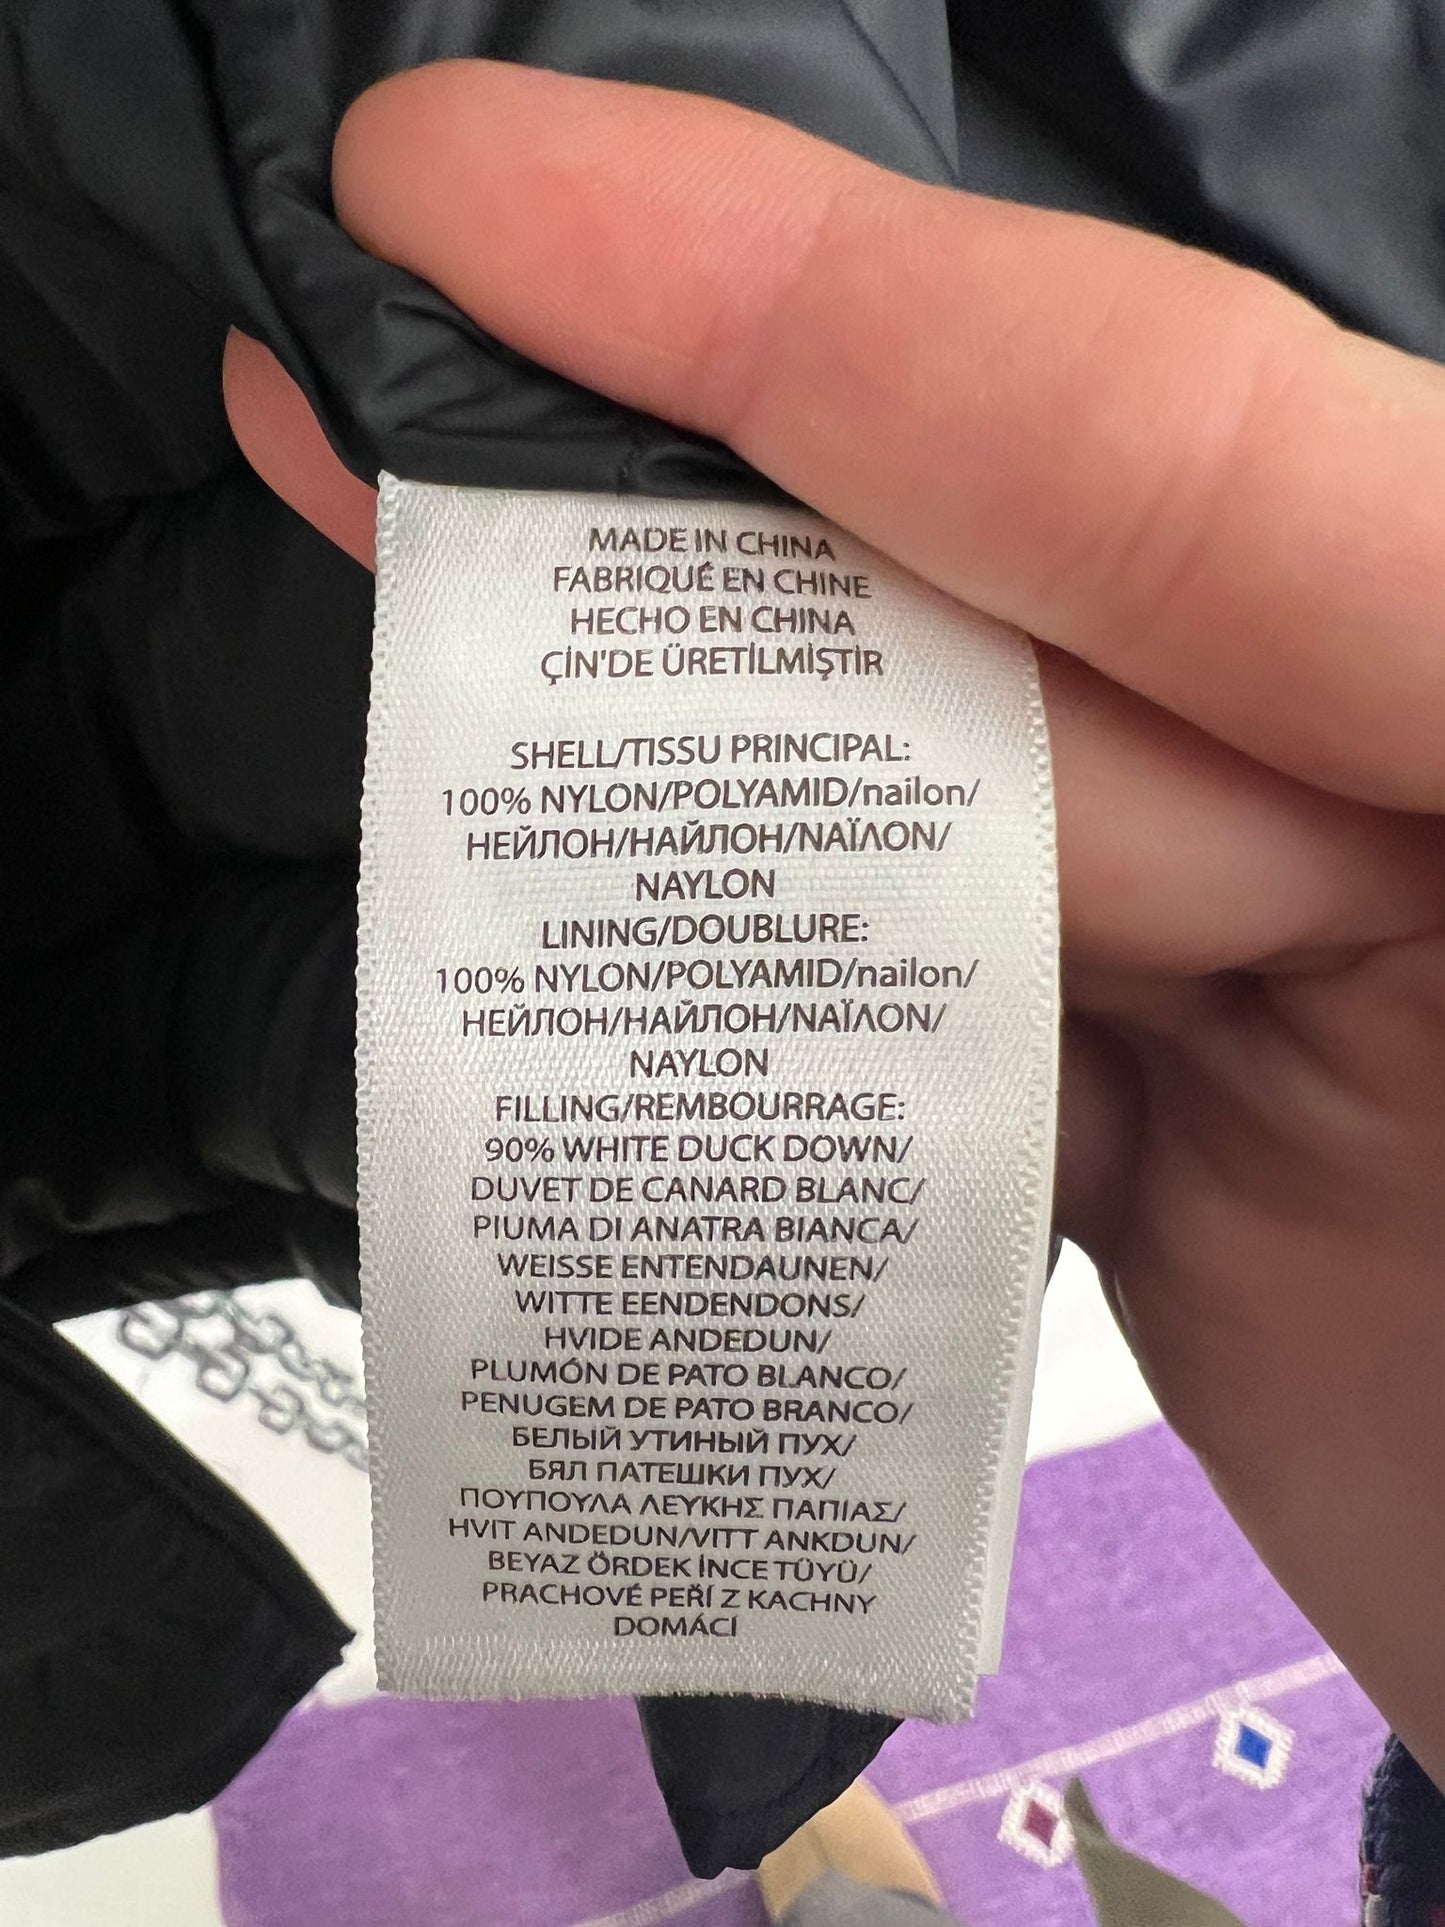 MADE IN CHINA
FABRIQUÉ EN CHINE
HECHO EN CHINA
ÇİN'DE ÜRETİLMİŞTİR
SHELL/TISSU PRINCIPAL:
100% NYLON/POLYAMID/nailon/
НЕЙЛОН/НАЙЛОН/ΝΑΪΛΟΝ/
NAYLON
LINING/DOUBLURE:
100% NYLON/POLYAMID/nailon/
НЕЙЛОН/НАЙЛОН/ΝΑΪΛΟΝ/
NAYLON
FILLING/REMBOURRAGE:
90% WHITE DUCK DOWN/
DUVET DE CANARD BLANC/
PIUMA DI ANATRA BIANCA/
WEISSE ENTENDAUNEN/
WITTE EENDENDONS/
HVIDE ANDEDUN/
PLUMÓN DE PATO BLANCO/
PENUGEM DE PATO BRANCO/
БЕЛЫЙ УТИНЫЙ ПУХ/
БЯЛ ПАТЕШКИ ПУХ/
ΠΟΥΠΟΥΛΑ ΛΕΥΚΗΣ ΠΑΠΙΑΣ/
HVIT ANDEDUN/VITT ANKDUN/
BEYAZ ÖRDEK İNCE TÜYÜ/
PRACHOVÉ PEŘÍ Z KACHNY
DOMÁCÍ